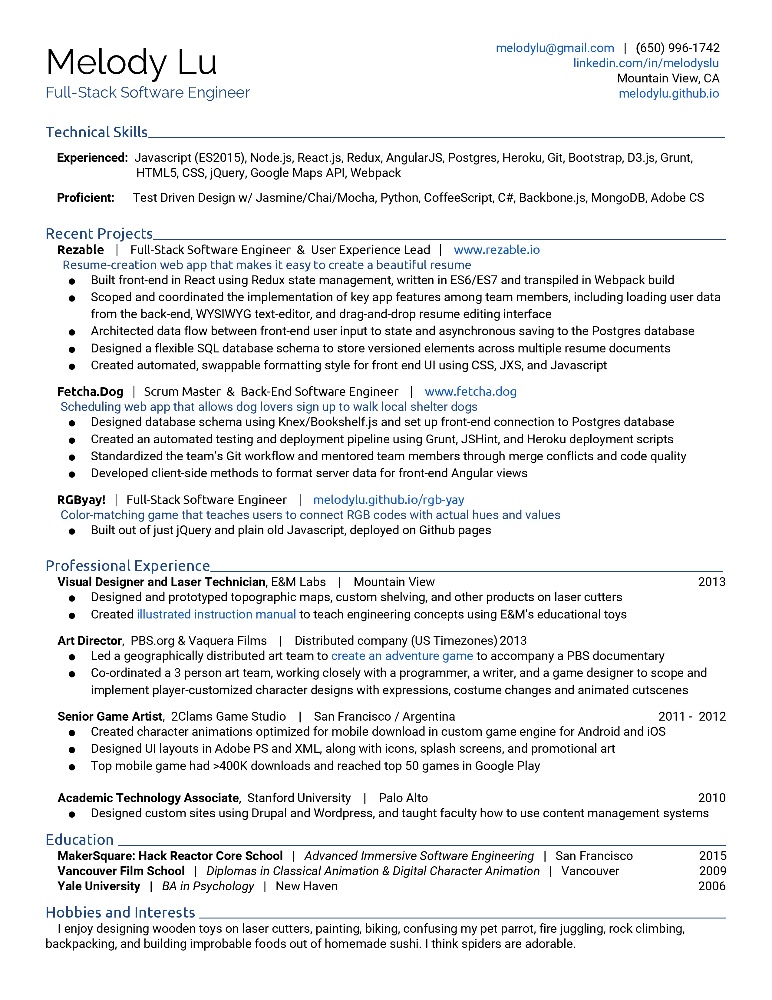 Melody Lu
Full-Stack Software Engineer
melodylu@gmail.com | (650) 996-1742
linkedin.com/in/melodyslu
Mountain View, CA
melodylu.github.io
Technical Skills
Experienced: Javascript (ES2015), Node.js, React.js, Redux, AngularJS, Postgres, Heroku, Git, Bootstrap, D3.js, Grunt,
HTML5, CSS, jQuery, Google Maps API, Webpack
Proficient: Test Driven Design w/ Jasmine/Chai/Mocha, Python, CoffeeScript, C#, Backbone.js, MongoDB, Adobe CS
Recent Projects
Rezable | Full-Stack Software Engineer & User Experience Lead | www.rezable.io
Resume-creation web app that makes it easy to create a beautiful resume
● Built front-end in React using Redux state management, written in ES6/ES7 and transpiled in Webpack build
● Scoped and coordinated the implementation of key app features among team members, including loading user data
from the back-end, WYSIWYG text-editor, and drag-and-drop resume editing interface
● Architected data flow between front-end user input to state and asynchronous saving to the Postgres database
● Designed a flexible SQL database schema to store versioned elements across multiple resume documents
● Created automated, swappable formatting style for front end UI using CSS, JXS, and Javascript
Fetcha.Dog | Scrum Master & Back-End Software Engineer | www.fetcha.dog
Scheduling web app that allows dog lovers sign up to walk local shelter dogs
● Designed database schema using Knex/Bookshelf.js and set up front-end connection to Postgres database
● Created an automated testing and deployment pipeline using Grunt, JSHint, and Heroku deployment scripts
● Standardized the team's Git workflow and mentored team members through merge conflicts and code quality
● Developed client-side methods to format server data for front-end Angular views
RGByay! | Full-Stack Software Engineer | melodylu.github.io/rgb-yay
Color-matching game that teaches users to connect RGB codes with actual hues and values
● Built out of just jQuery and plain old Javascript, deployed on Github pages
Professional Experience
Visual Designer and Laser Technician, E&M Labs | Mountain View 2013
● Designed and prototyped topographic maps, custom shelving, and other products on laser cutters
● Created illustrated instruction manual to teach engineering concepts using E&M's educational toys
Art Director, PBS.org & Vaquera Films | Distributed company (US Timezones) 2013
● Led a geographically distributed art team to create an adventure game to accompany a PBS documentary
● Co-ordinated a 3 person art team, working closely with a programmer, a writer, and a game designer to scope and
implement player-customized character designs with expressions, costume changes and animated cutscenes
Senior Game Artist, 2Clams Game Studio | San Francisco / Argentina 2011 - 2012
● Created character animations optimized for mobile download in custom game engine for Android and iOS
● Designed UI layouts in Adobe PS and XML, along with icons, splash screens, and promotional art
● Top mobile game had >400K downloads and reached top 50 games in Google Play
Academic Technology Associate, Stanford University | Palo Alto 2010
● Designed custom sites using Drupal and Wordpress, and taught faculty how to use content management systems
Education
MakerSquare: Hack Reactor Core School | Advanced Immersive Software Engineering | San Francisco 2015
Vancouver Film School | Diplomas in Classical Animation & Digital Character Animation | Vancouver 2009
Yale University | BA in Psychology | New Haven 2006
Hobbies and Interests
I enjoy designing wooden toys on laser cutters, painting, biking, confusing my pet parrot, fire juggling, rock climbing,
backpacking, and building improbable foods out of homemade sushi. I think spiders are adorable.